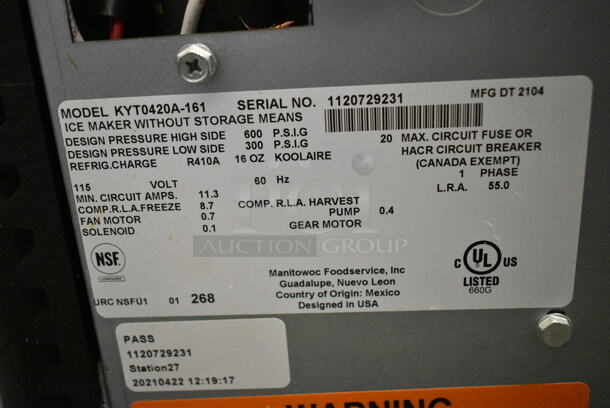 MODEL KYT0420A-161 SERIAL NO. 1120729231 MFG DT 2104
ICE MAKER WITHOUT STORAGE MEANS
DESIGN PRESSURE HIGH SIDE 600 P.S.I.G 20 MAX. CIRCUIT FUSE OR
DESIGN PRESSURE LOW SIDE 300 P.S.I.G HACR CIRCUIT BREAKER
REFRIG.CHARGE R410A 16 OZ KOOLAIRE (CANADA EXEMPT)
115 VOLT 60 Hz 1 PHASE
MIN. CIRCUIT AMPS. 11.3 L.R.A. 55.0
COMP.R.L.A.FREEZE 8.7 COMP. R.L.A. HARVEST
FAN MOTOR 0.7 PUMP 0.4
SOLENOID 0.1 GEAR MOTOR
PCI
AUCTION GROUP
NSF.
Manitowoc Foodservice, Inc
Guadalupe, Nuevo Leon
Country of Origin: Mexico
Designed in USA
C UL US
LISTED
660G
URC NSFU1 01 268
PASS
1120729231
Station27
20210422 12:19:17
WARNING